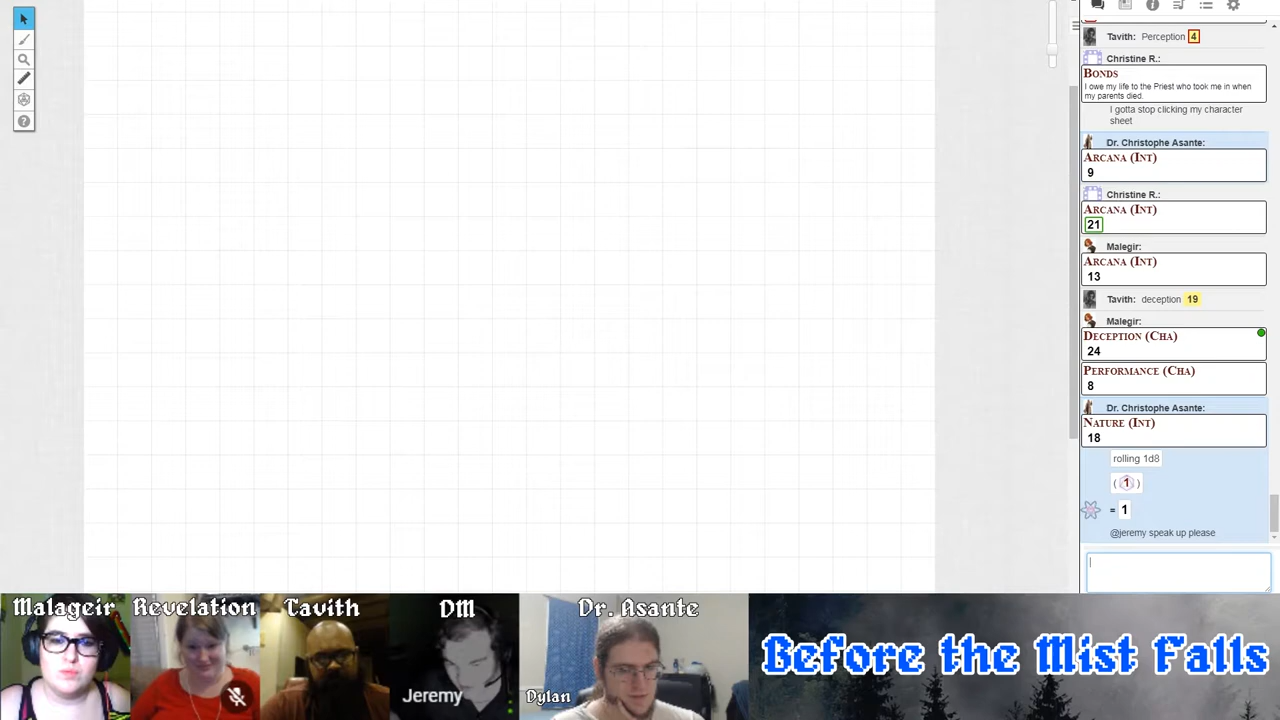 Tavith: Perception 4
Christine R.:
BONDS
I owe my life to the Priest who took me in when
my parents died.
I gotta stop clicking my character
sheet
Dr. Christophe Asante:
ARCANA (INT)
9
Christine R.:
ARCANA (INT)
21
Malegir:
ARCANA (INT)
13
Tavith: deception 19
Malegir:
DECEPTION (CHA)
24
PERFORMANCE (CHA)
8
Dr. Christophe Asante:
NATURE (INT)
18
rolling 1d8
(1)
= 1
@jeremy speak up please
Malageir
Revelation
Tavith
DM
Jeremy
Dr. Asante
Dylan
Before the Mist Falls